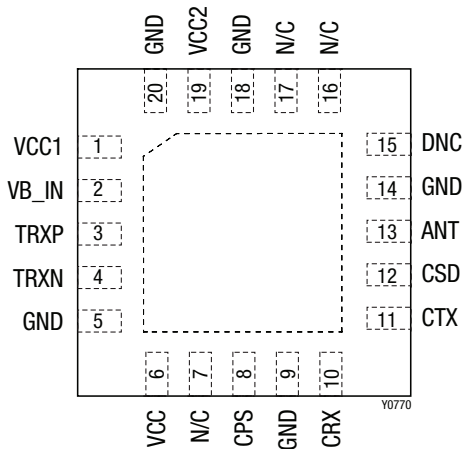 GND VCC2 GND N/C N/C
20 19 18 17 16
VCC1 1 15 DNC
VB_IN 2 14 GND
TRXP 3 13 ANT
TRXN 4 12 CSD
GND 5 11 CTX
6 7 8 9 10
VCC N/C CPS GND CRX
Y0770